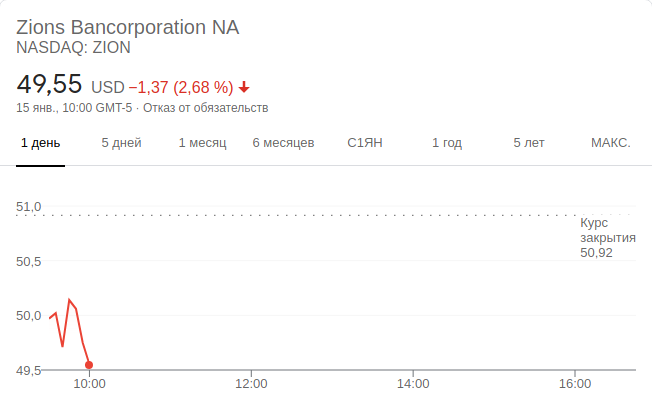 Zions Bancorporation NA
NASDAQ: ZION
49,55 USD −1,37 (2,68 %)
15 янв., 10:00 GMT-5 · Отказ от обязательств
1 день 5 дней 1 месяц 6 месяцев С1ЯН 1 год 5 лет МАКС.
51,0
Курс
закрытия
50,92
50,5
50,0
49,5
10:00 12:00 14:00 16:00